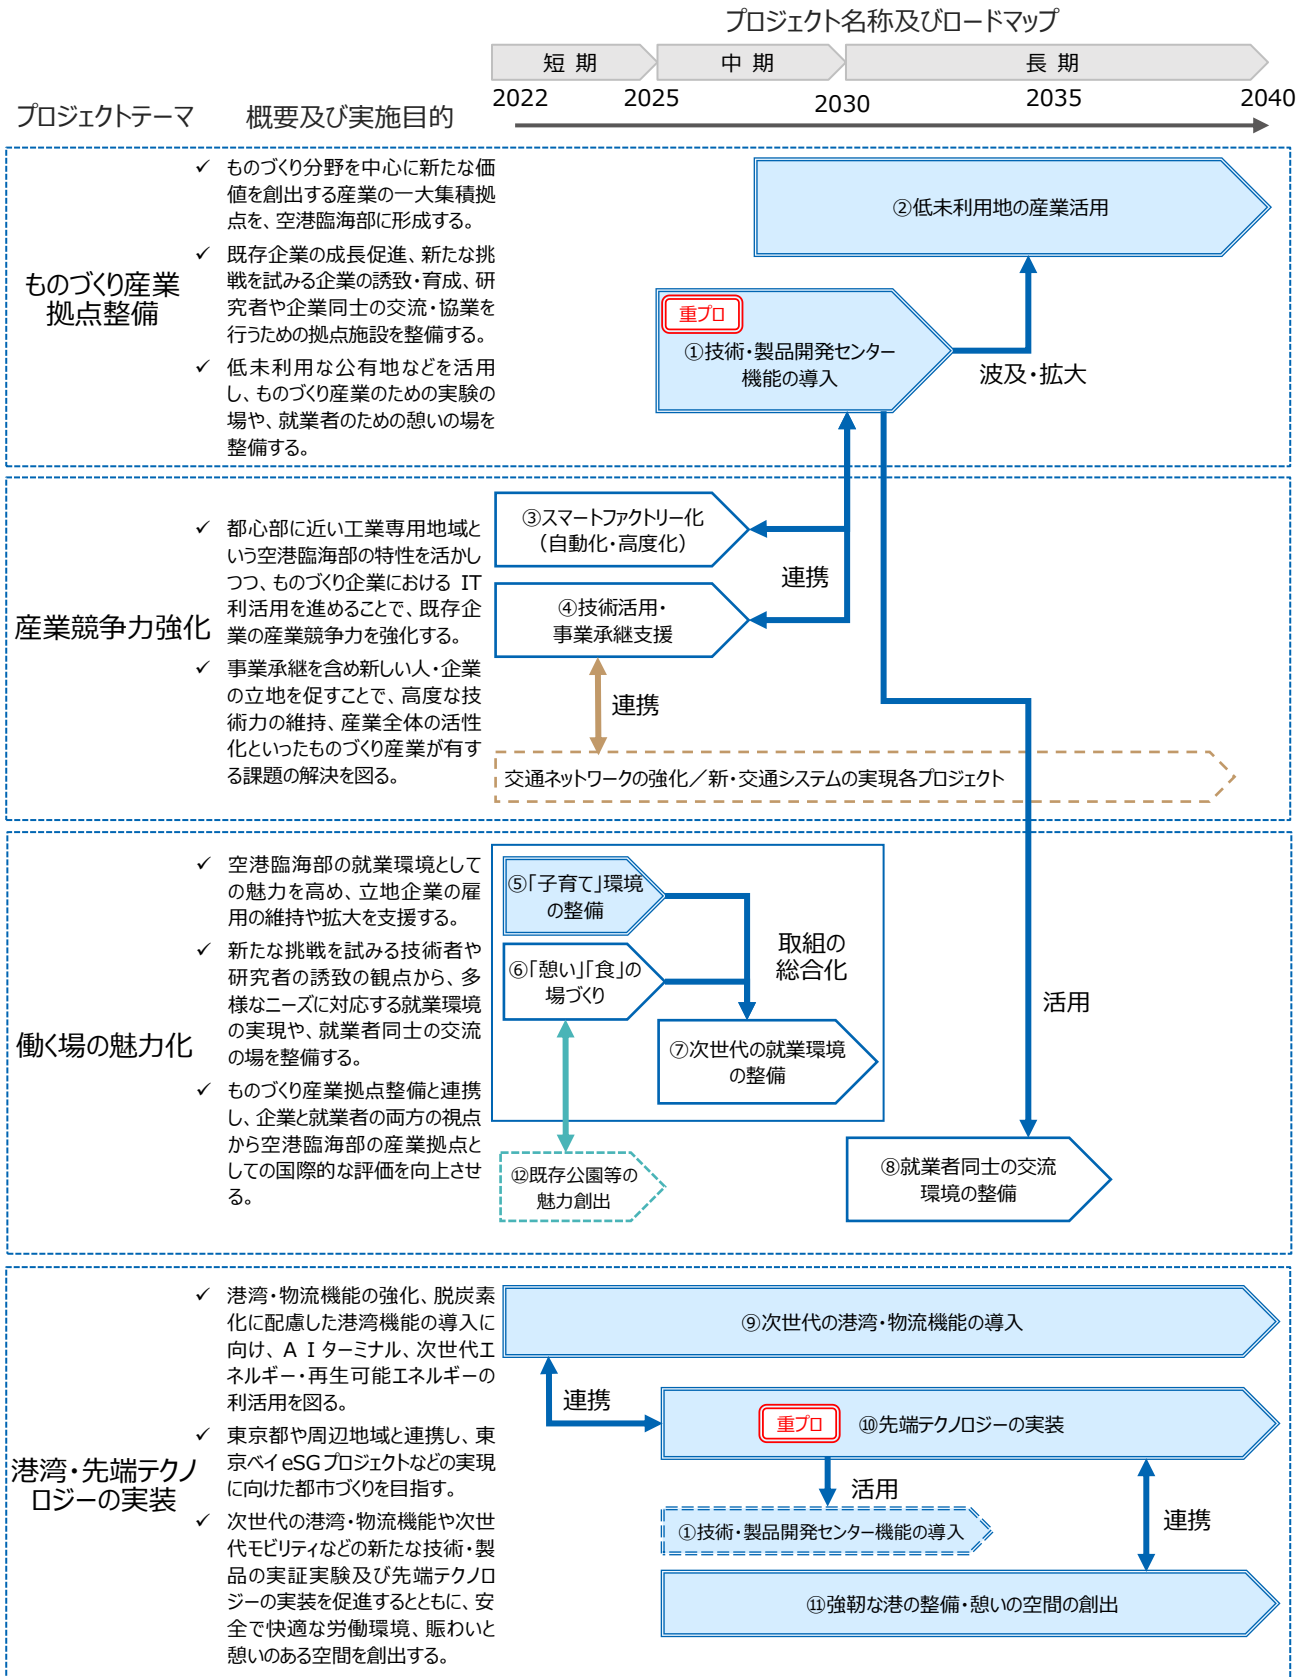 プロジェクト名称及びロードマップ
短 期
中 期
長 期
2022
2025
2030
2035
2040
プロジェクトテーマ
概要及び実施目的
ものづくり産業
拠点整備
✓ ものづくり分野を中心に新たな価
値を創出する産業の一大集積拠
点を、空港臨海部に形成する。
✓ 既存企業の成長促進、新たな挑
戦を試みる企業の誘致・育成、研
究者や企業同士の交流・協業を
行うための拠点施設を整備する。
✓ 低未利用な公有地などを活用
し、ものづくり産業のための実験の
場や、就業者のための憩いの場を
整備する。
②低未利用地の産業活用
重プロ
①技術・製品開発センター
機能の導入
波及・拡大
産業競争力強化
✓ 都心部に近い工業専用地域と
いう空港臨海部の特性を活かし
つつ、ものづくり企業における IT
利活用を進めることで、既存企
業の産業競争力を強化する。
✓ 事業承継を含め新しい人・企業
の立地を促すことで、高度な技
術力の維持、産業全体の活性
化といったものづくり産業が有す
る課題の解決を図る。
③スマートファクトリー化
（自動化・高度化）
連携
④技術活用・
事業承継支援
連携
交通ネットワークの強化／新・交通システムの実現各プロジェクト
働く場の魅力化
✓ 空港臨海部の就業環境として
の魅力を高め、立地企業の雇
用の維持や拡大を支援する。
✓ 新たな挑戦を試みる技術者や
研究者の誘致の観点から、多
様なニーズに対応する就業環境
の実現や、就業者同士の交流
の場を整備する。
✓ ものづくり産業拠点整備と連携
し、企業と就業者の両方の視点
から空港臨海部の産業拠点と
しての国際的な評価を向上させ
る。
⑤「子育て」環境
の整備
⑥「憩い」「食」の
場づくり
取組の
総合化
⑦次世代の就業環境
の整備
活用
⑫既存公園等の
魅力創出
⑧就業者同士の交流
環境の整備
港湾・先端テクノ
ロジーの実装
✓ 港湾・物流機能の強化、脱炭素
化に配慮した港湾機能の導入に
向け、ＡＩターミナル、次世代エ
ネルギー・再生可能エネルギーの
利活用を図る。
✓ 東京都や周辺地域と連携し、東
京ベイeSGプロジェクトなどの実現
に向けた都市づくりを目指す。
✓ 次世代の港湾・物流機能や次世
代モビリティなどの新たな技術・製
品の実証実験及び先端テクノロ
ジーの実装を促進するとともに、安
全で快適な労働環境、賑わいと
憩いのある空間を創出する。
⑨次世代の港湾・物流機能の導入
連携
重プロ
⑩先端テクノロジーの実装
活用
①技術・製品開発センター機能の導入
連携
⑪強靭な港の整備・憩いの空間の創出